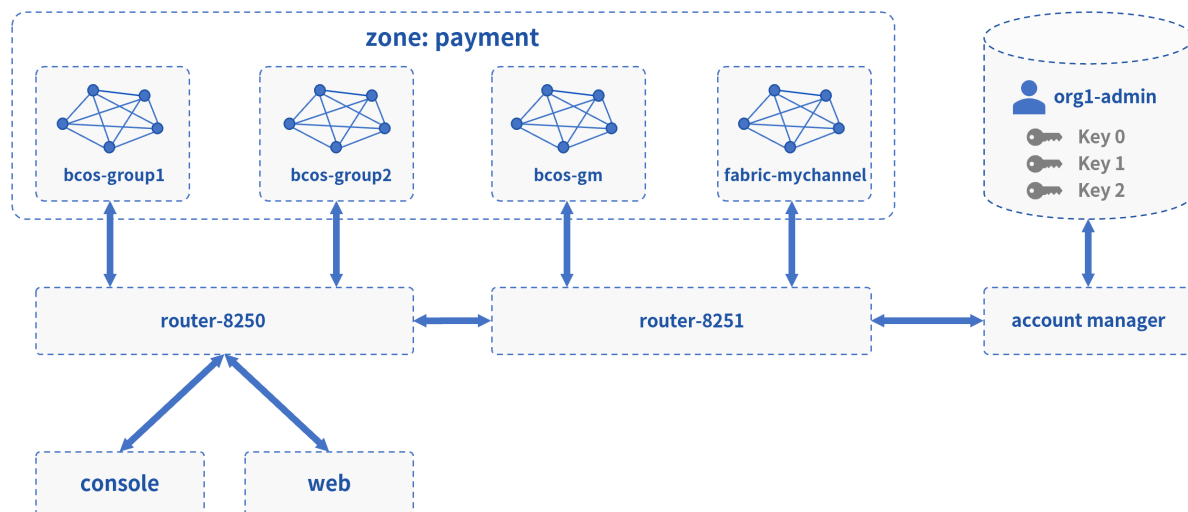 zone: payment
bcos-group1
bcos-group2
bcos-gm
fabric-mychannel
org1-admin
Key 0
Key 1
Key 2
router-8250
router-8251
account manager
console
web